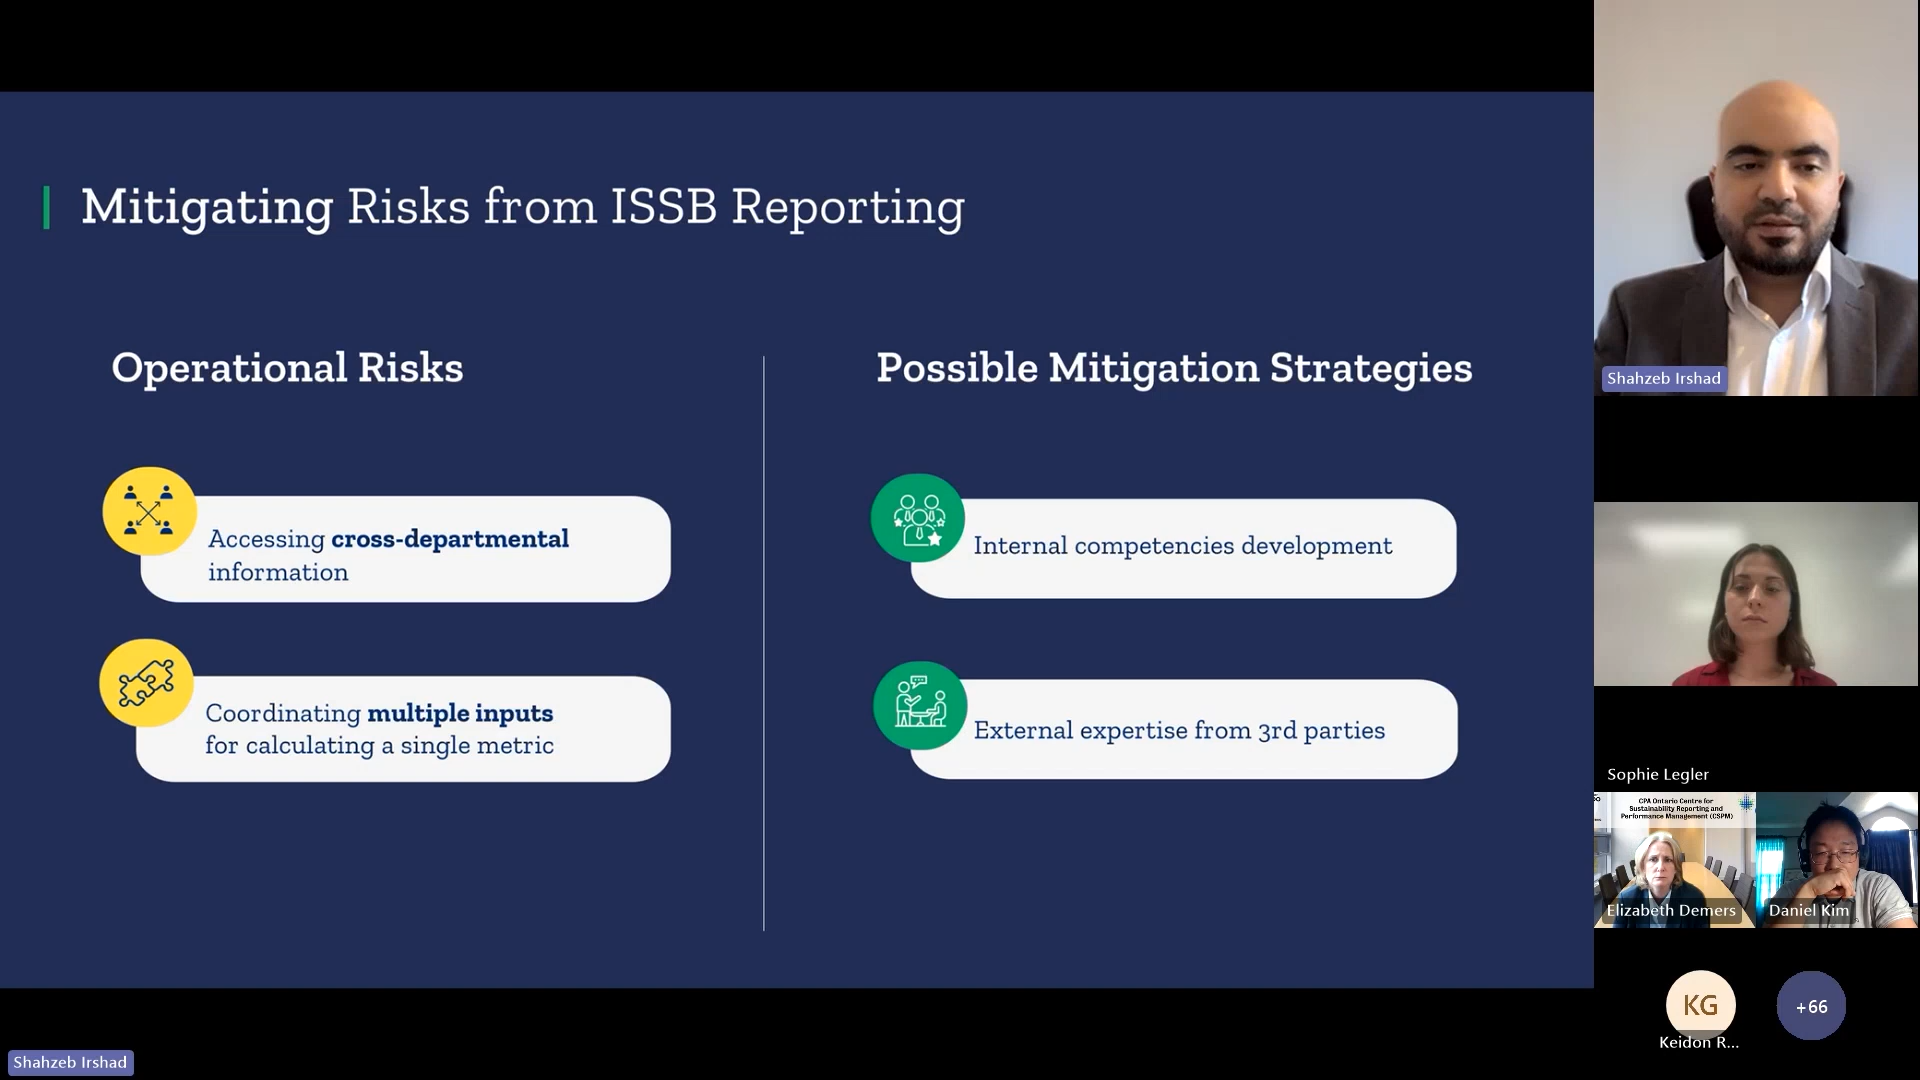 Mitigating Risks from ISSB Reporting
Operational Risks
Accessing cross-departmental
information
Coordinating multiple inputs
for calculating a single metric
Possible Mitigation Strategies
Internal competencies development
External expertise from 3rd parties
Shahzeb Irshad
Shahzeb Irshad
Sophie Legler
CPA Ontario Centre for
Sustainability Reporting and
Performance Management (CSPM)
Elizabeth Demers
Daniel Kim
KG
Keidon R...
+66